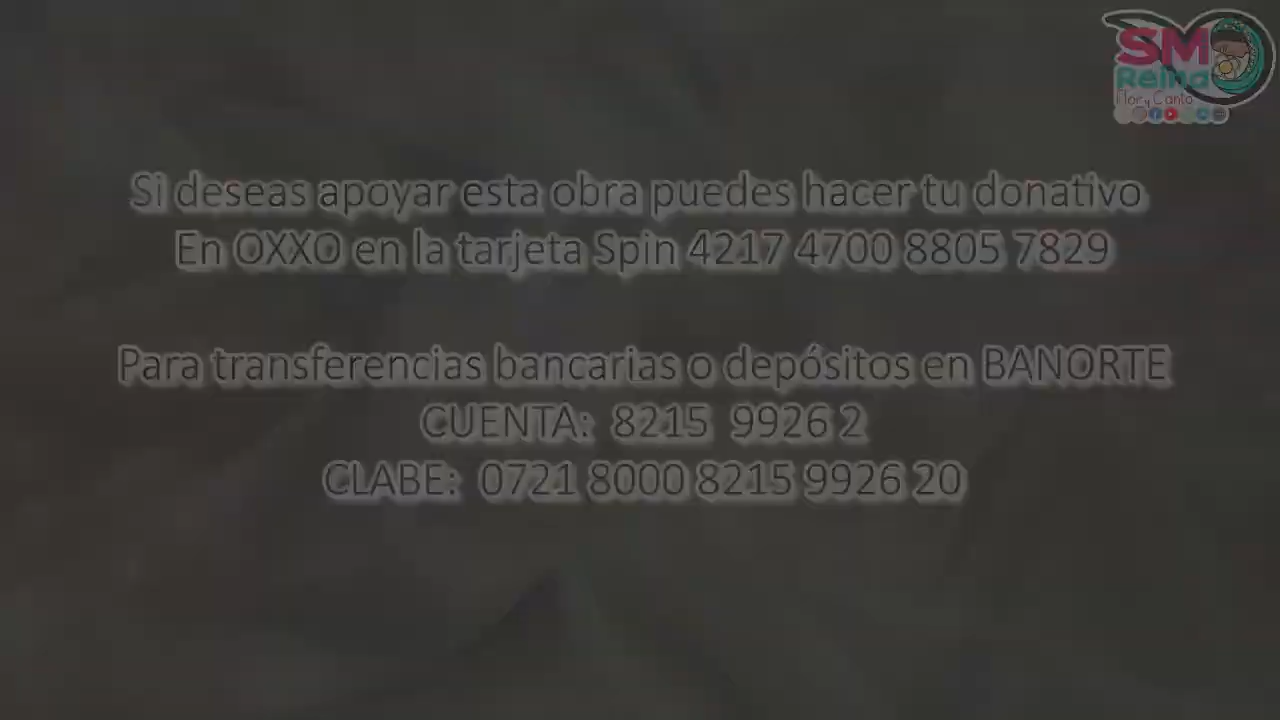 SM
Reina
Flor y Canto
Si deseas apoyar esta obra puedes hacer tu donativo
En OXXO en la tarjeta Spin 4217 4700 8805 7829
Para transferencias bancarias o depósitos en BANORTE
CUENTA: 8215 9926 2
CLABE: 0721 8000 8215 9926 20